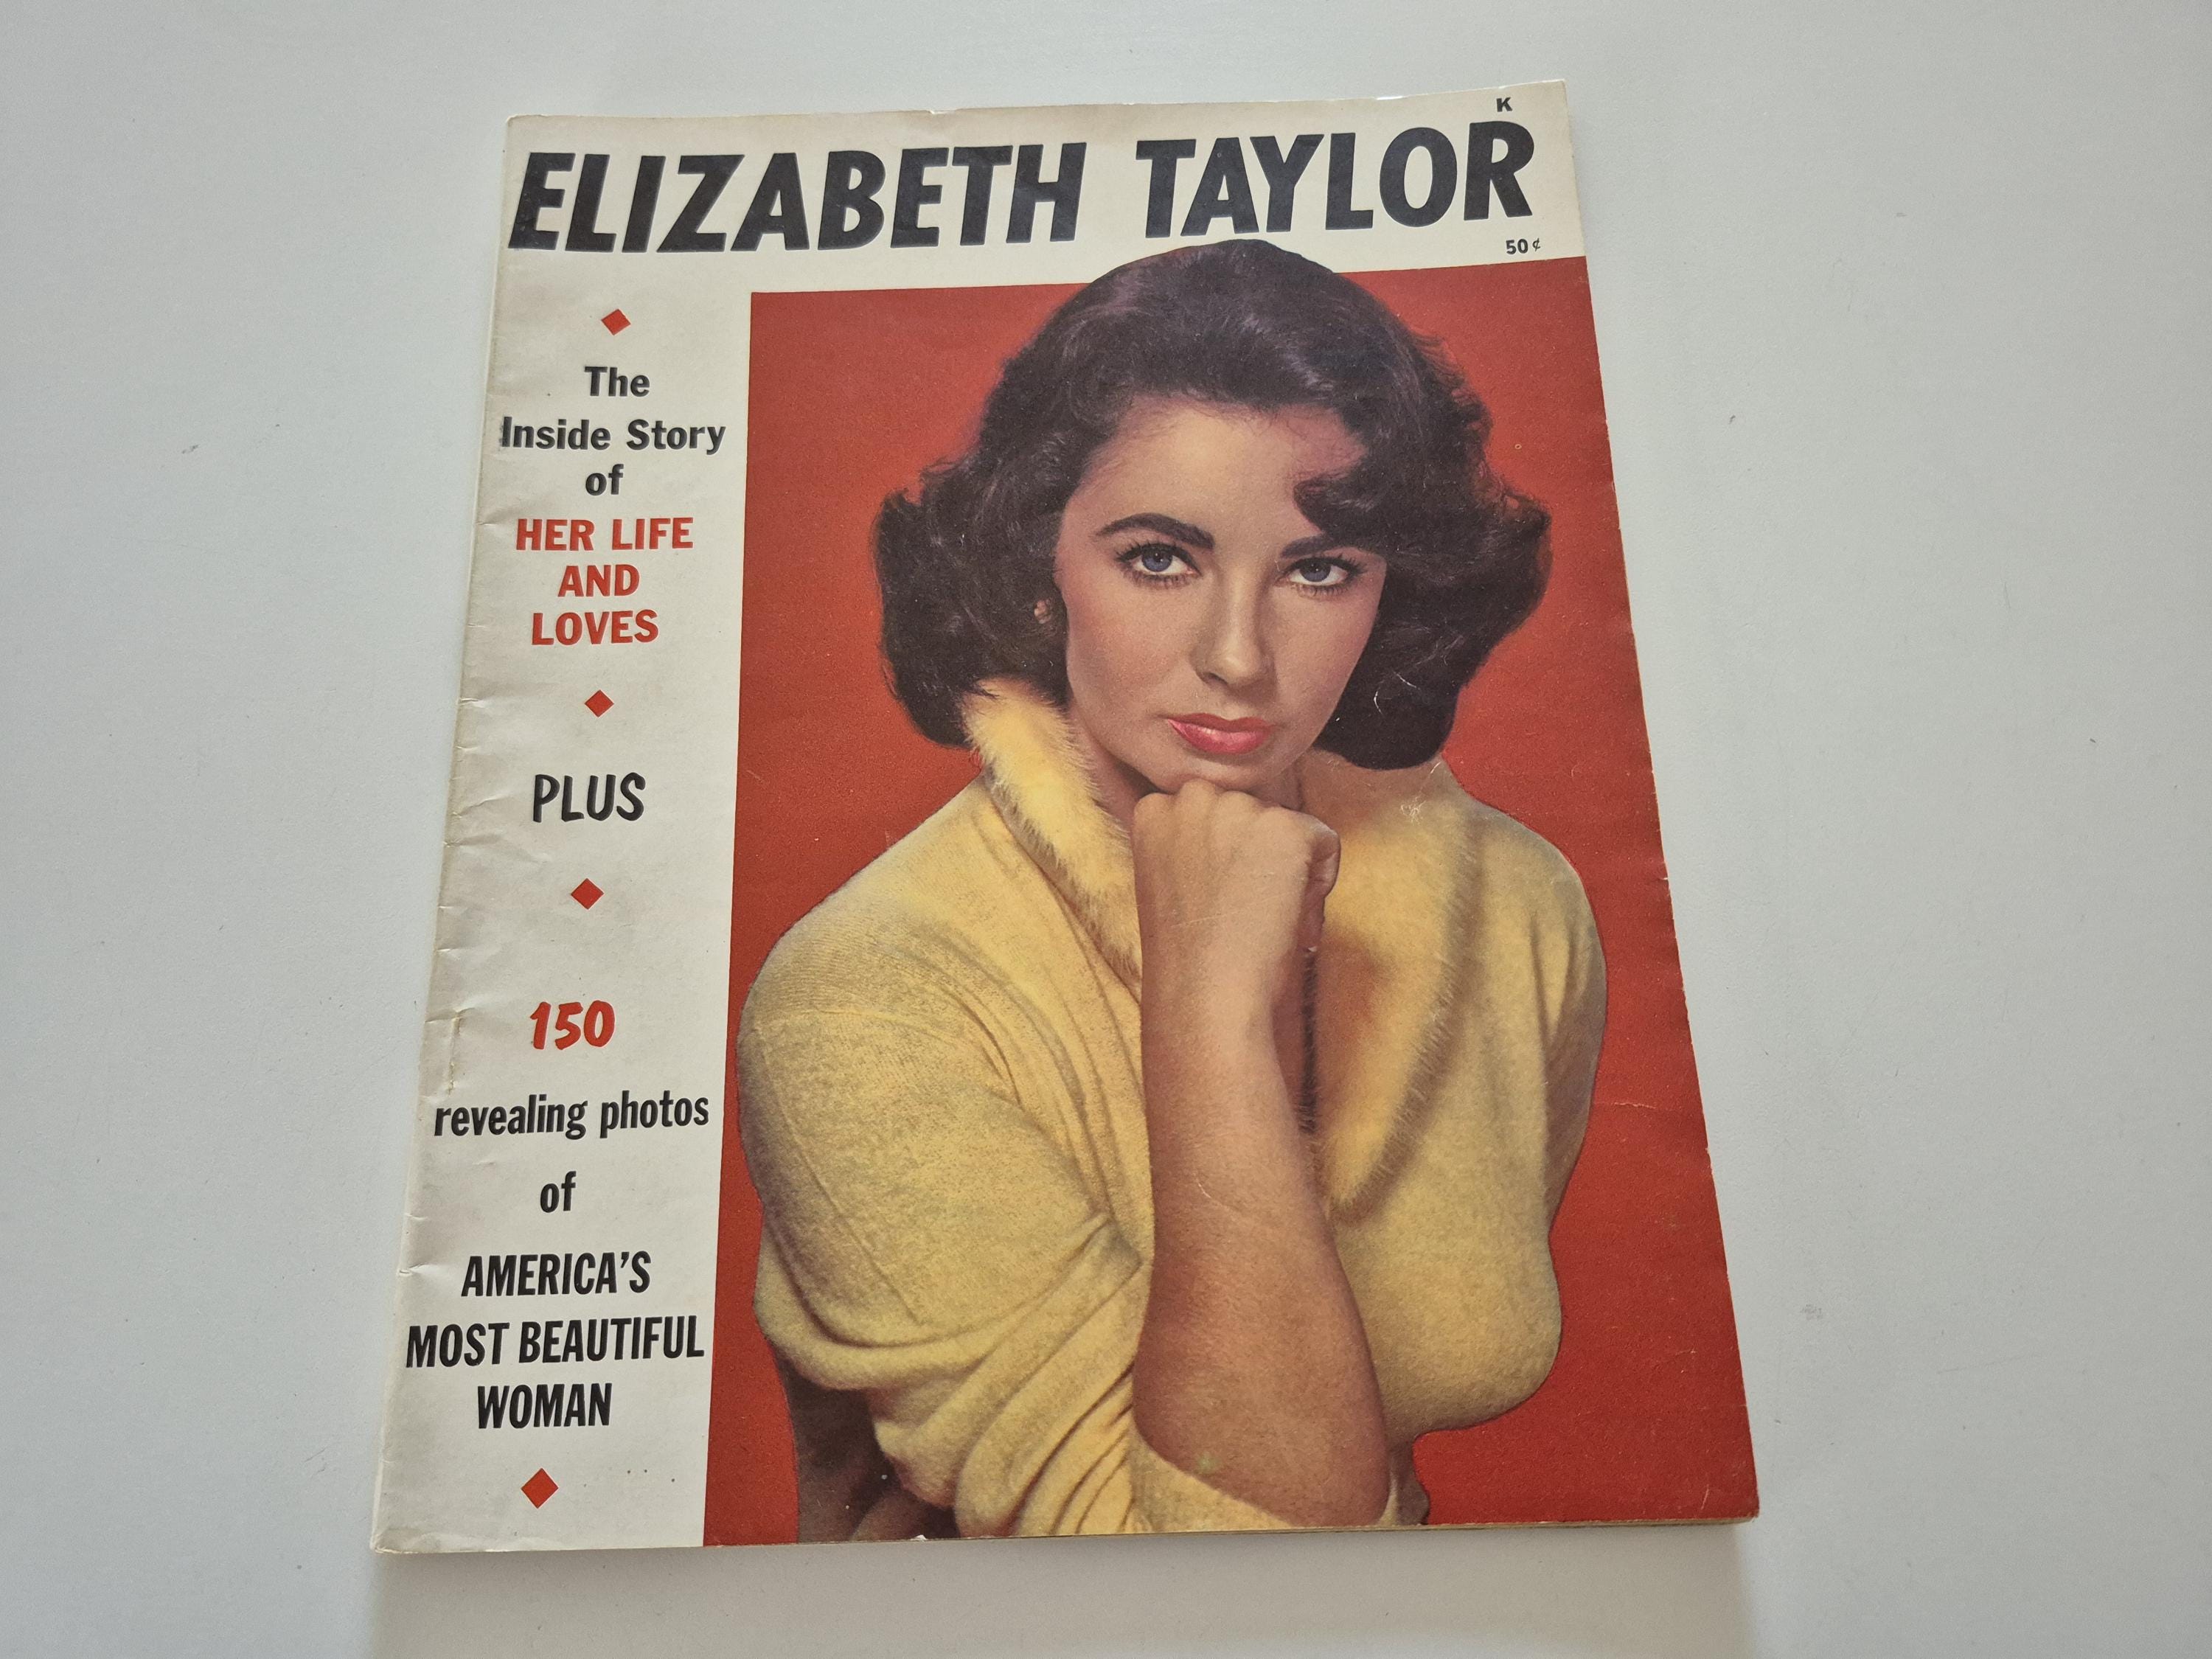 K
ELIZABETH TAYLOR
50¢
The
Inside Story
of
HER LIFE
AND
LOVES
PLUS
150
revealing photos
of
AMERICA'S
MOST BEAUTIFUL
WOMAN